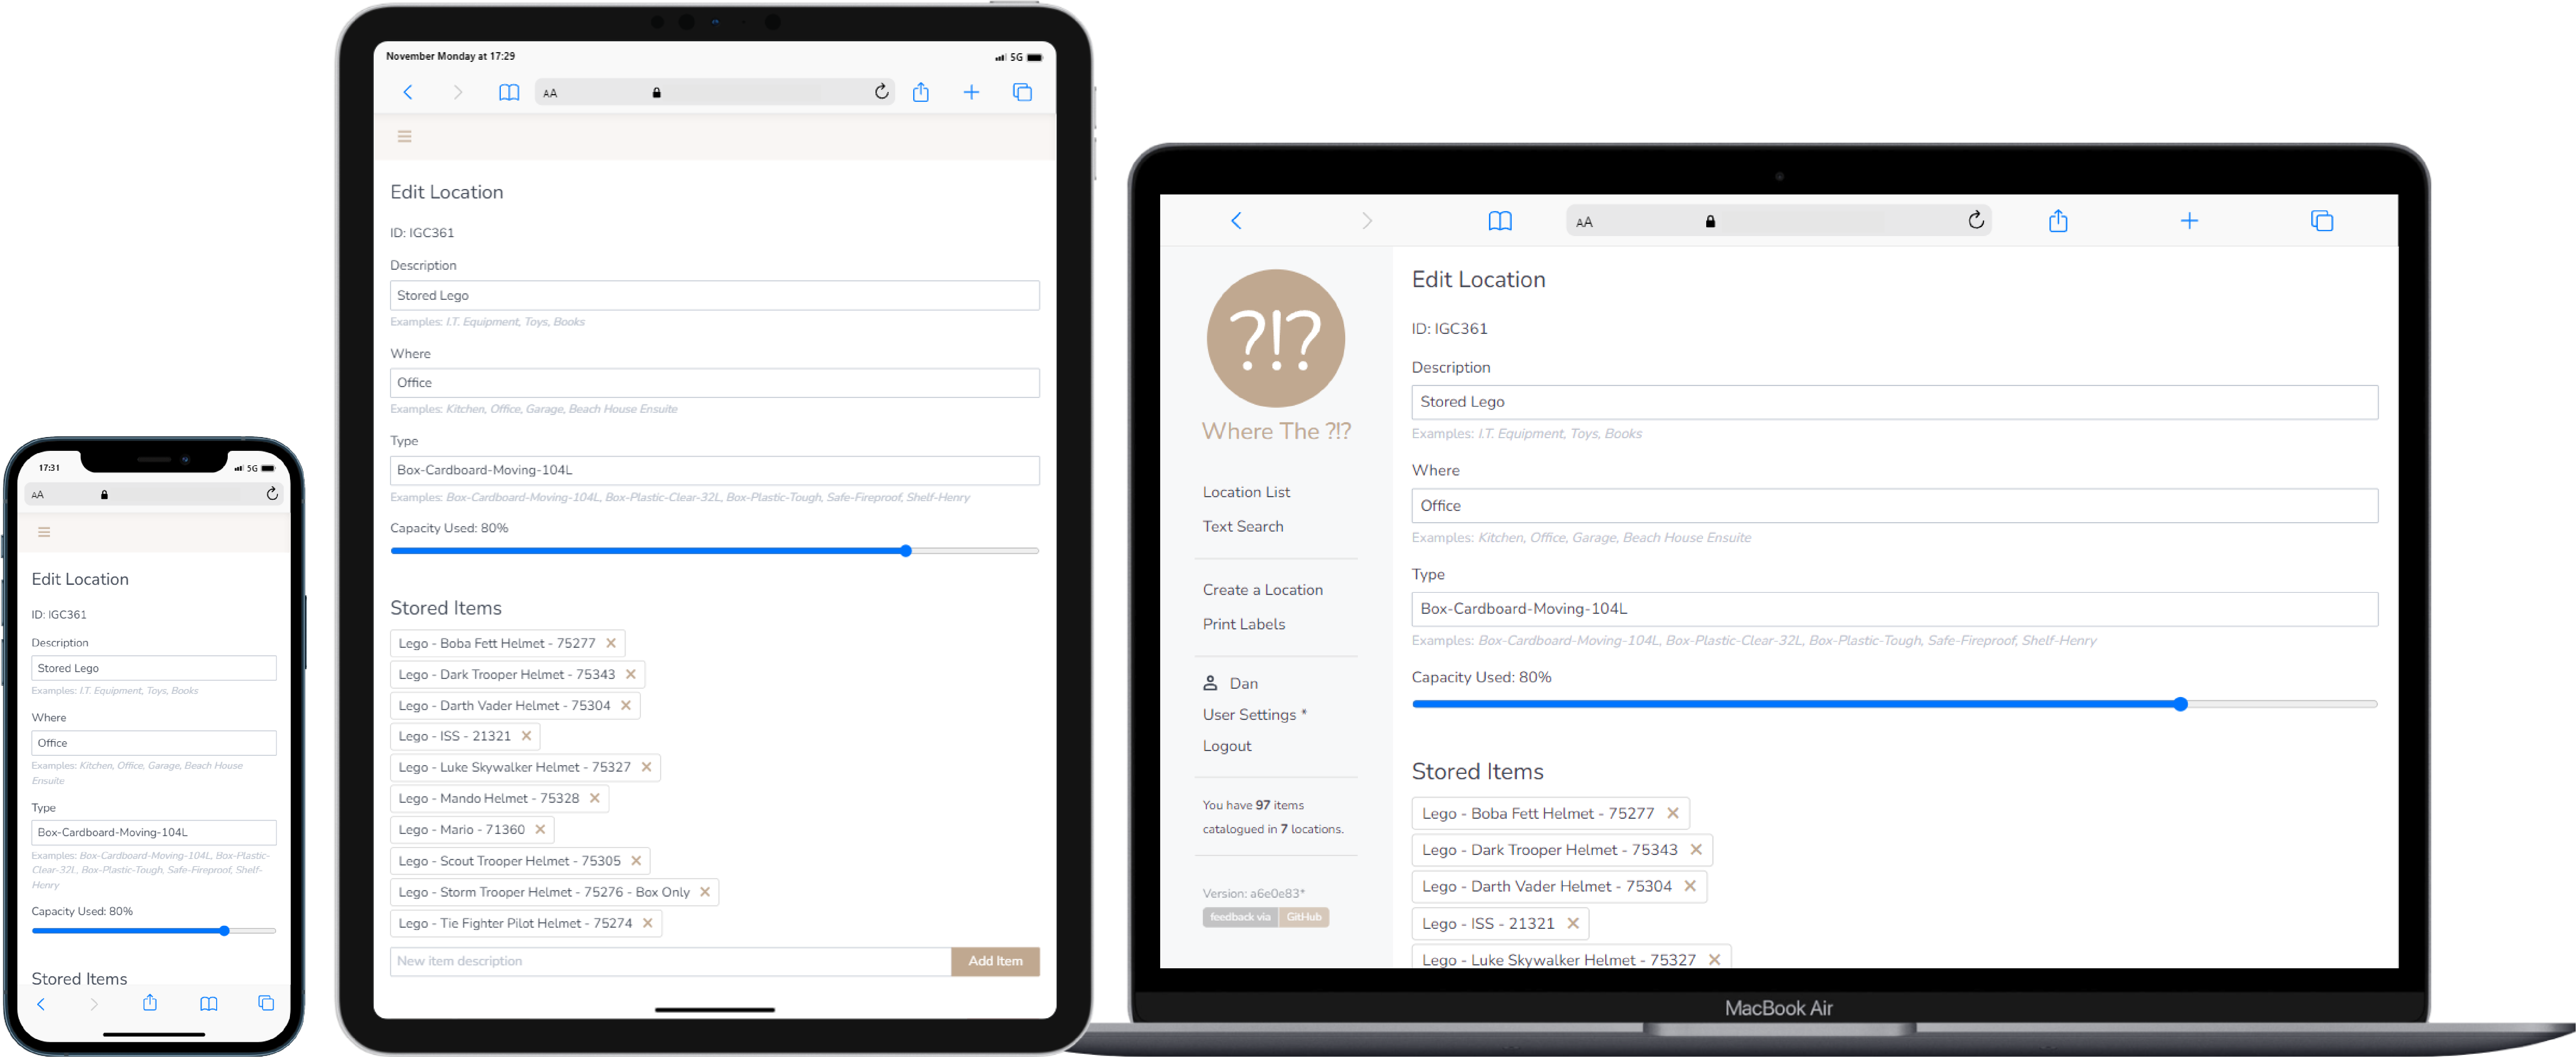 17:31
5G
AA
Edit Location
ID: IGC361
Description
Stored Lego
Examples: I.T. Equipment, Toys, Books
Where
Office
Examples: Kitchen, Office, Garage, Beach House
Ensuite
Type
Box-Cardboard-Moving-104L
Examples: Box-Cardboard-Moving-104L, Box-Plastic-
Clear-32L, Box-Plastic-Tough, Safe-Fireproof, Shelf-
Henry
Capacity Used: 80%
Stored Items
November Monday at 17:29
5G
AA
Edit Location
ID: IGC361
Description
Stored Lego
Examples: I.T. Equipment, Toys, Books
Where
Office
Examples: Kitchen, Office, Garage, Beach House Ensuite
Type
Box-Cardboard-Moving-104L
Examples: Box-Cardboard-Moving-104L, Box-Plastic-Clear-32L, Box-Plastic-Tough, Safe-Fireproof, Shelf-Henry
Capacity Used: 80%
Stored Items
Lego - Boba Fett Helmet - 75277 ×
Lego - Dark Trooper Helmet - 75343 ×
Lego - Darth Vader Helmet - 75304 ×
Lego - ISS - 21321 ×
Lego - Luke Skywalker Helmet - 75327 ×
Lego - Mando Helmet - 75328 ×
Lego - Mario - 71360 ×
Lego - Scout Trooper Helmet - 75305 ×
Lego - Storm Trooper Helmet - 75276 - Box Only ×
Lego - Tie Fighter Pilot Helmet - 75274 ×
New item description
Add Item
AA
?!?
Where The ?!?
Location List
Text Search
Create a Location
Print Labels
Dan
User Settings *
Logout
You have 97 items
catalogued in 7 locations.
Version: a6e0e83*
feedback via GitHub
Edit Location
ID: IGC361
Description
Stored Lego
Examples: I.T. Equipment, Toys, Books
Where
Office
Examples: Kitchen, Office, Garage, Beach House Ensuite
Type
Box-Cardboard-Moving-104L
Examples: Box-Cardboard-Moving-104L, Box-Plastic-Clear-32L, Box-Plastic-Tough, Safe-Fireproof, Shelf-Henry
Capacity Used: 80%
Stored Items
Lego - Boba Fett Helmet - 75277 ×
Lego - Dark Trooper Helmet - 75343 ×
Lego - Darth Vader Helmet - 75304 ×
Lego - ISS - 21321 ×
Lego - Luke Skywalker Helmet - 75327 ×
MacBook Air